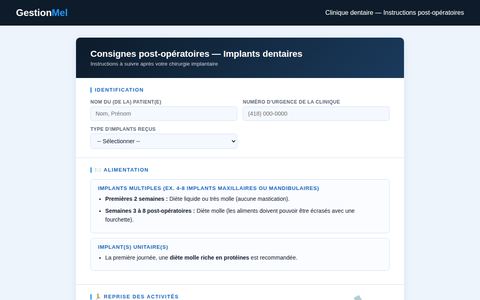 GestionMel
Clinique dentaire — Instructions post-opératoires
Consignes post-opératoires — Implants dentaires
Instructions à suivre après votre chirurgie implantaire
IDENTIFICATION
NOM DU (DE LA) PATIENT(E)
NUMÉRO D'URGENCE DE LA CLINIQUE
Nom, Prénom
(418) 000-0000
TYPE D'IMPLANTS REÇUS
-- Sélectionner --
ALIMENTATION
IMPLANTS MULTIPLES (EX. 4-8 IMPLANTS MAXILLAIRES OU MANDIBULAIRES)
• Premières 2 semaines : Diète liquide ou très molle (aucune mastication).
• Semaines 3 à 8 post-opératoires : Diète molle (les aliments doivent pouvoir être écrasés avec une
fourchette).
IMPLANT(S) UNITAIRE(S)
• La première journée, une diète molle riche en protéines est recommandée.
REPRISE DES ACTIVITÉS